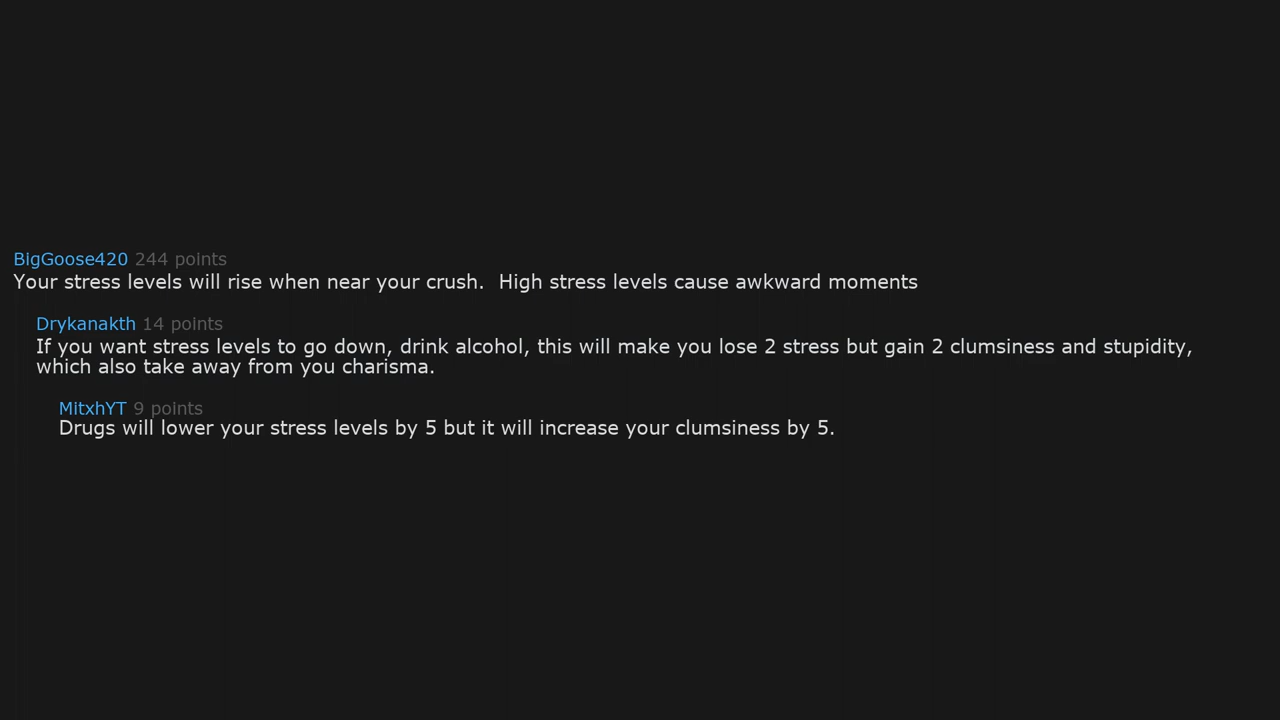 BigGoose420 244 points
Your stress levels will rise when near your crush.  High stress levels cause awkward moments
Drykanakth 14 points
If you want stress levels to go down, drink alcohol, this will make you lose 2 stress but gain 2 clumsiness and stupidity,
which also take away from you charisma.
MitxhYT 9 points
Drugs will lower your stress levels by 5 but it will increase your clumsiness by 5.